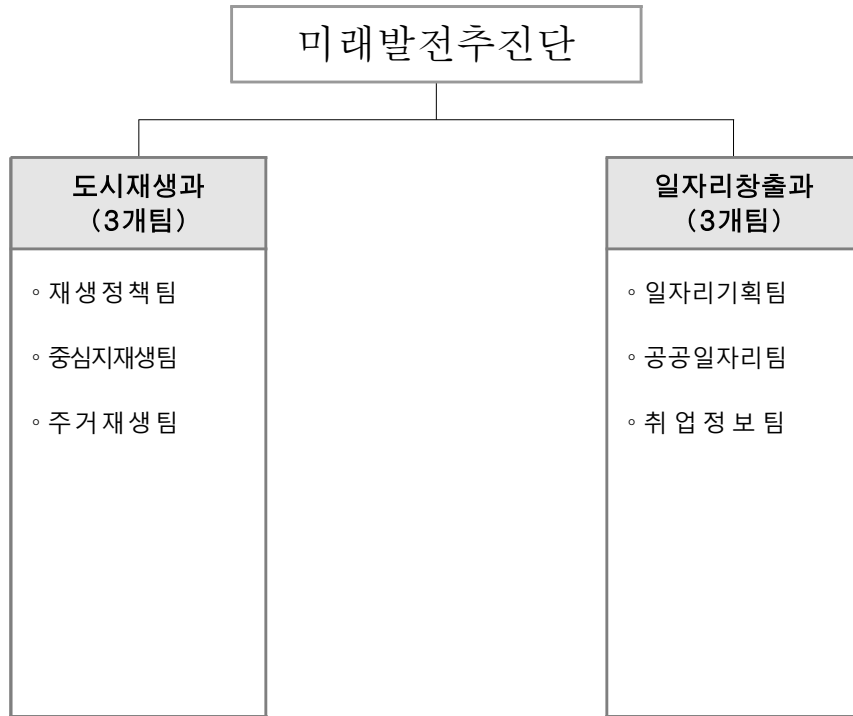 미래발전추진단
도시재생과
(3개팀)
◦ 재생정책팀
◦ 중심지재생팀
◦ 주거재생팀
일자리창출과
(3개팀)
◦ 일자리기획팀
◦ 공공일자리팀
◦ 취업정보팀